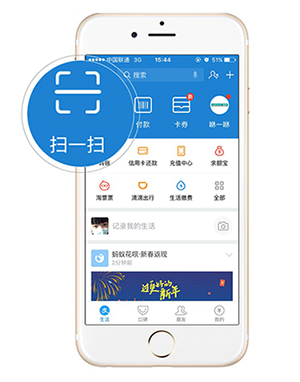 中国联通 3G
15:44
51%
搜索
扫一扫
付款
卡券
咻一咻
转账
信用卡还款
充值中心
余额宝
淘票票
滴滴出行
生活缴费
全部
记录我的生活
蚂蚁花呗·新春返现
2分钟前
过更好的新年
生活
口碑
朋友
我的